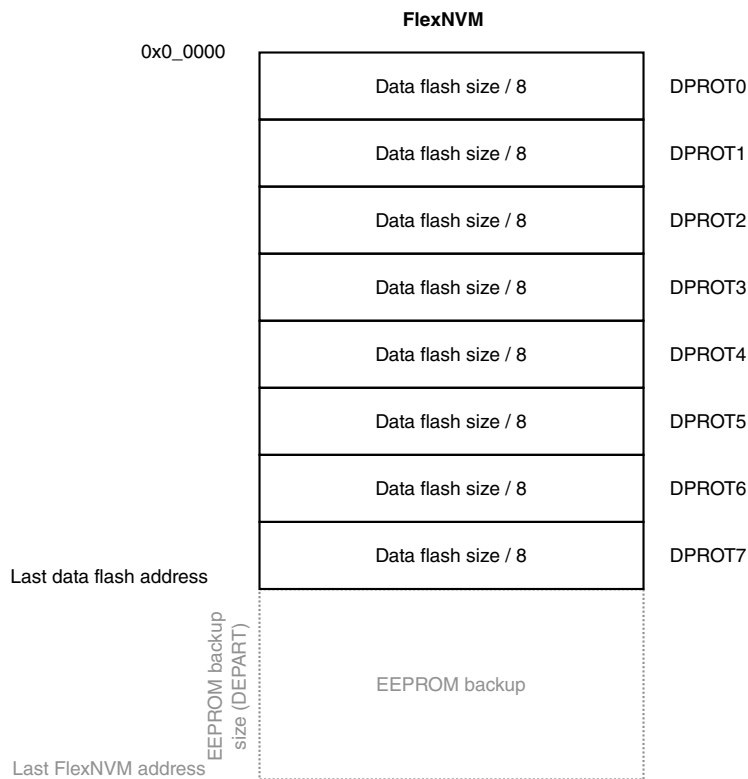 FlexNVM
0x0_0000
Data flash size / 8 DPROT0
Data flash size / 8 DPROT1
Data flash size / 8 DPROT2
Data flash size / 8 DPROT3
Data flash size / 8 DPROT4
Data flash size / 8 DPROT5
Data flash size / 8 DPROT6
Data flash size / 8 DPROT7
Last data flash address
EEPROM backup
size (DEPART)
EEPROM backup
Last FlexNVM address